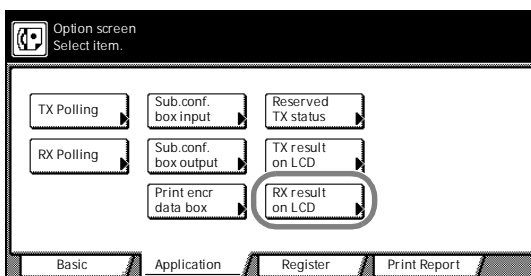 Option screen
Select item.
TX Polling
Sub.conf.
box input
Reserved
TX status
RX Polling
Sub.conf.
box output
TX result
on LCD
Print encr
data box
RX result
on LCD
Basic
Application
Register
Print Report